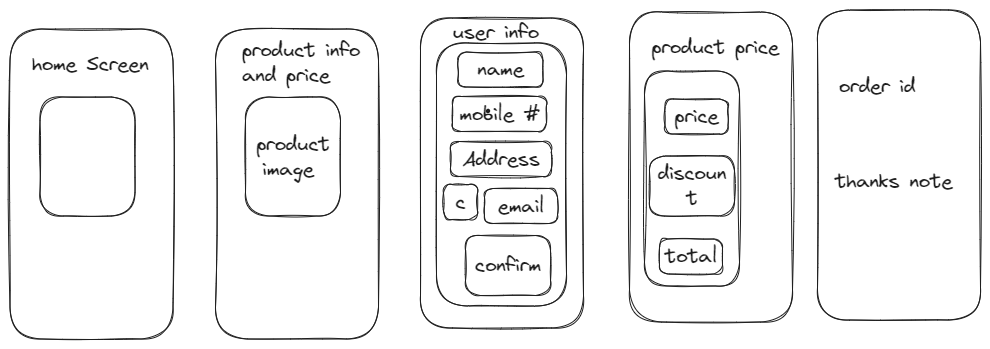 home Screen
product info
and price
product
image
user info
name
mobile #
Address
c
email
confirm
product price
price
discoun
t
total
order id
thanks note